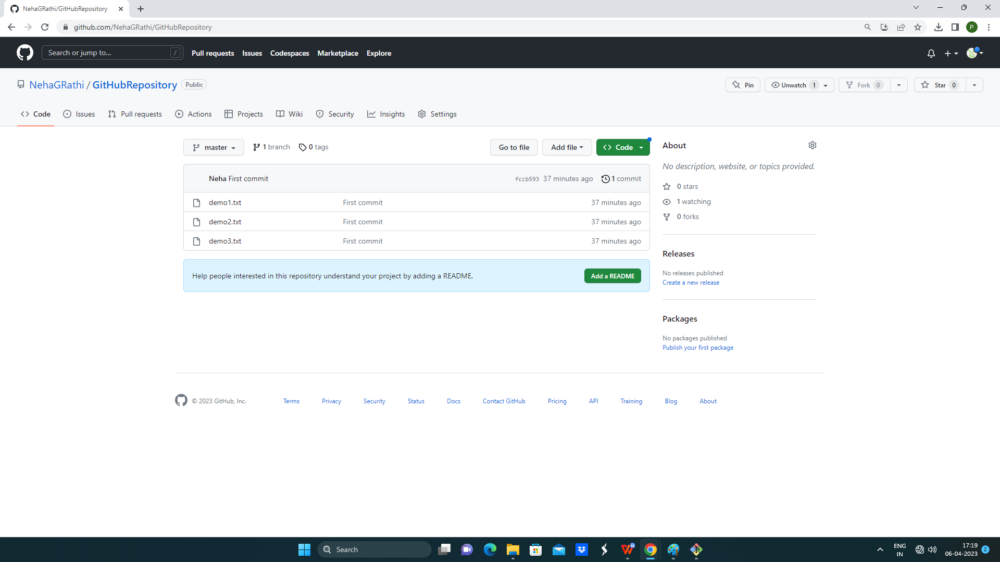 NehaGRathi/GitHubRepository
github.com/NehaGRathi/GitHubRepository
P
Search or jump to... /
Pull requests Issues Codespaces Marketplace Explore
NehaGRathi / GitHubRepository Public
Pin Unwatch 1 Fork 0 Star 0
Code Issues Pull requests Actions Projects Wiki Security Insights Settings
master 1 branch 0 tags Go to file Add file Code
Neha First commit fccb593 37 minutes ago 1 commit
demo1.txt First commit 37 minutes ago
demo2.txt First commit 37 minutes ago
demo3.txt First commit 37 minutes ago
Help people interested in this repository understand your project by adding a README. Add a README
About
No description, website, or topics provided.
0 stars
1 watching
0 forks
Releases
No releases published
Create a new release
Packages
No packages published
Publish your first package
© 2023 GitHub, Inc. Terms Privacy Security Status Docs Contact GitHub Pricing API Training Blog About
Search
ENG
IN
17:19
06-04-2023
2